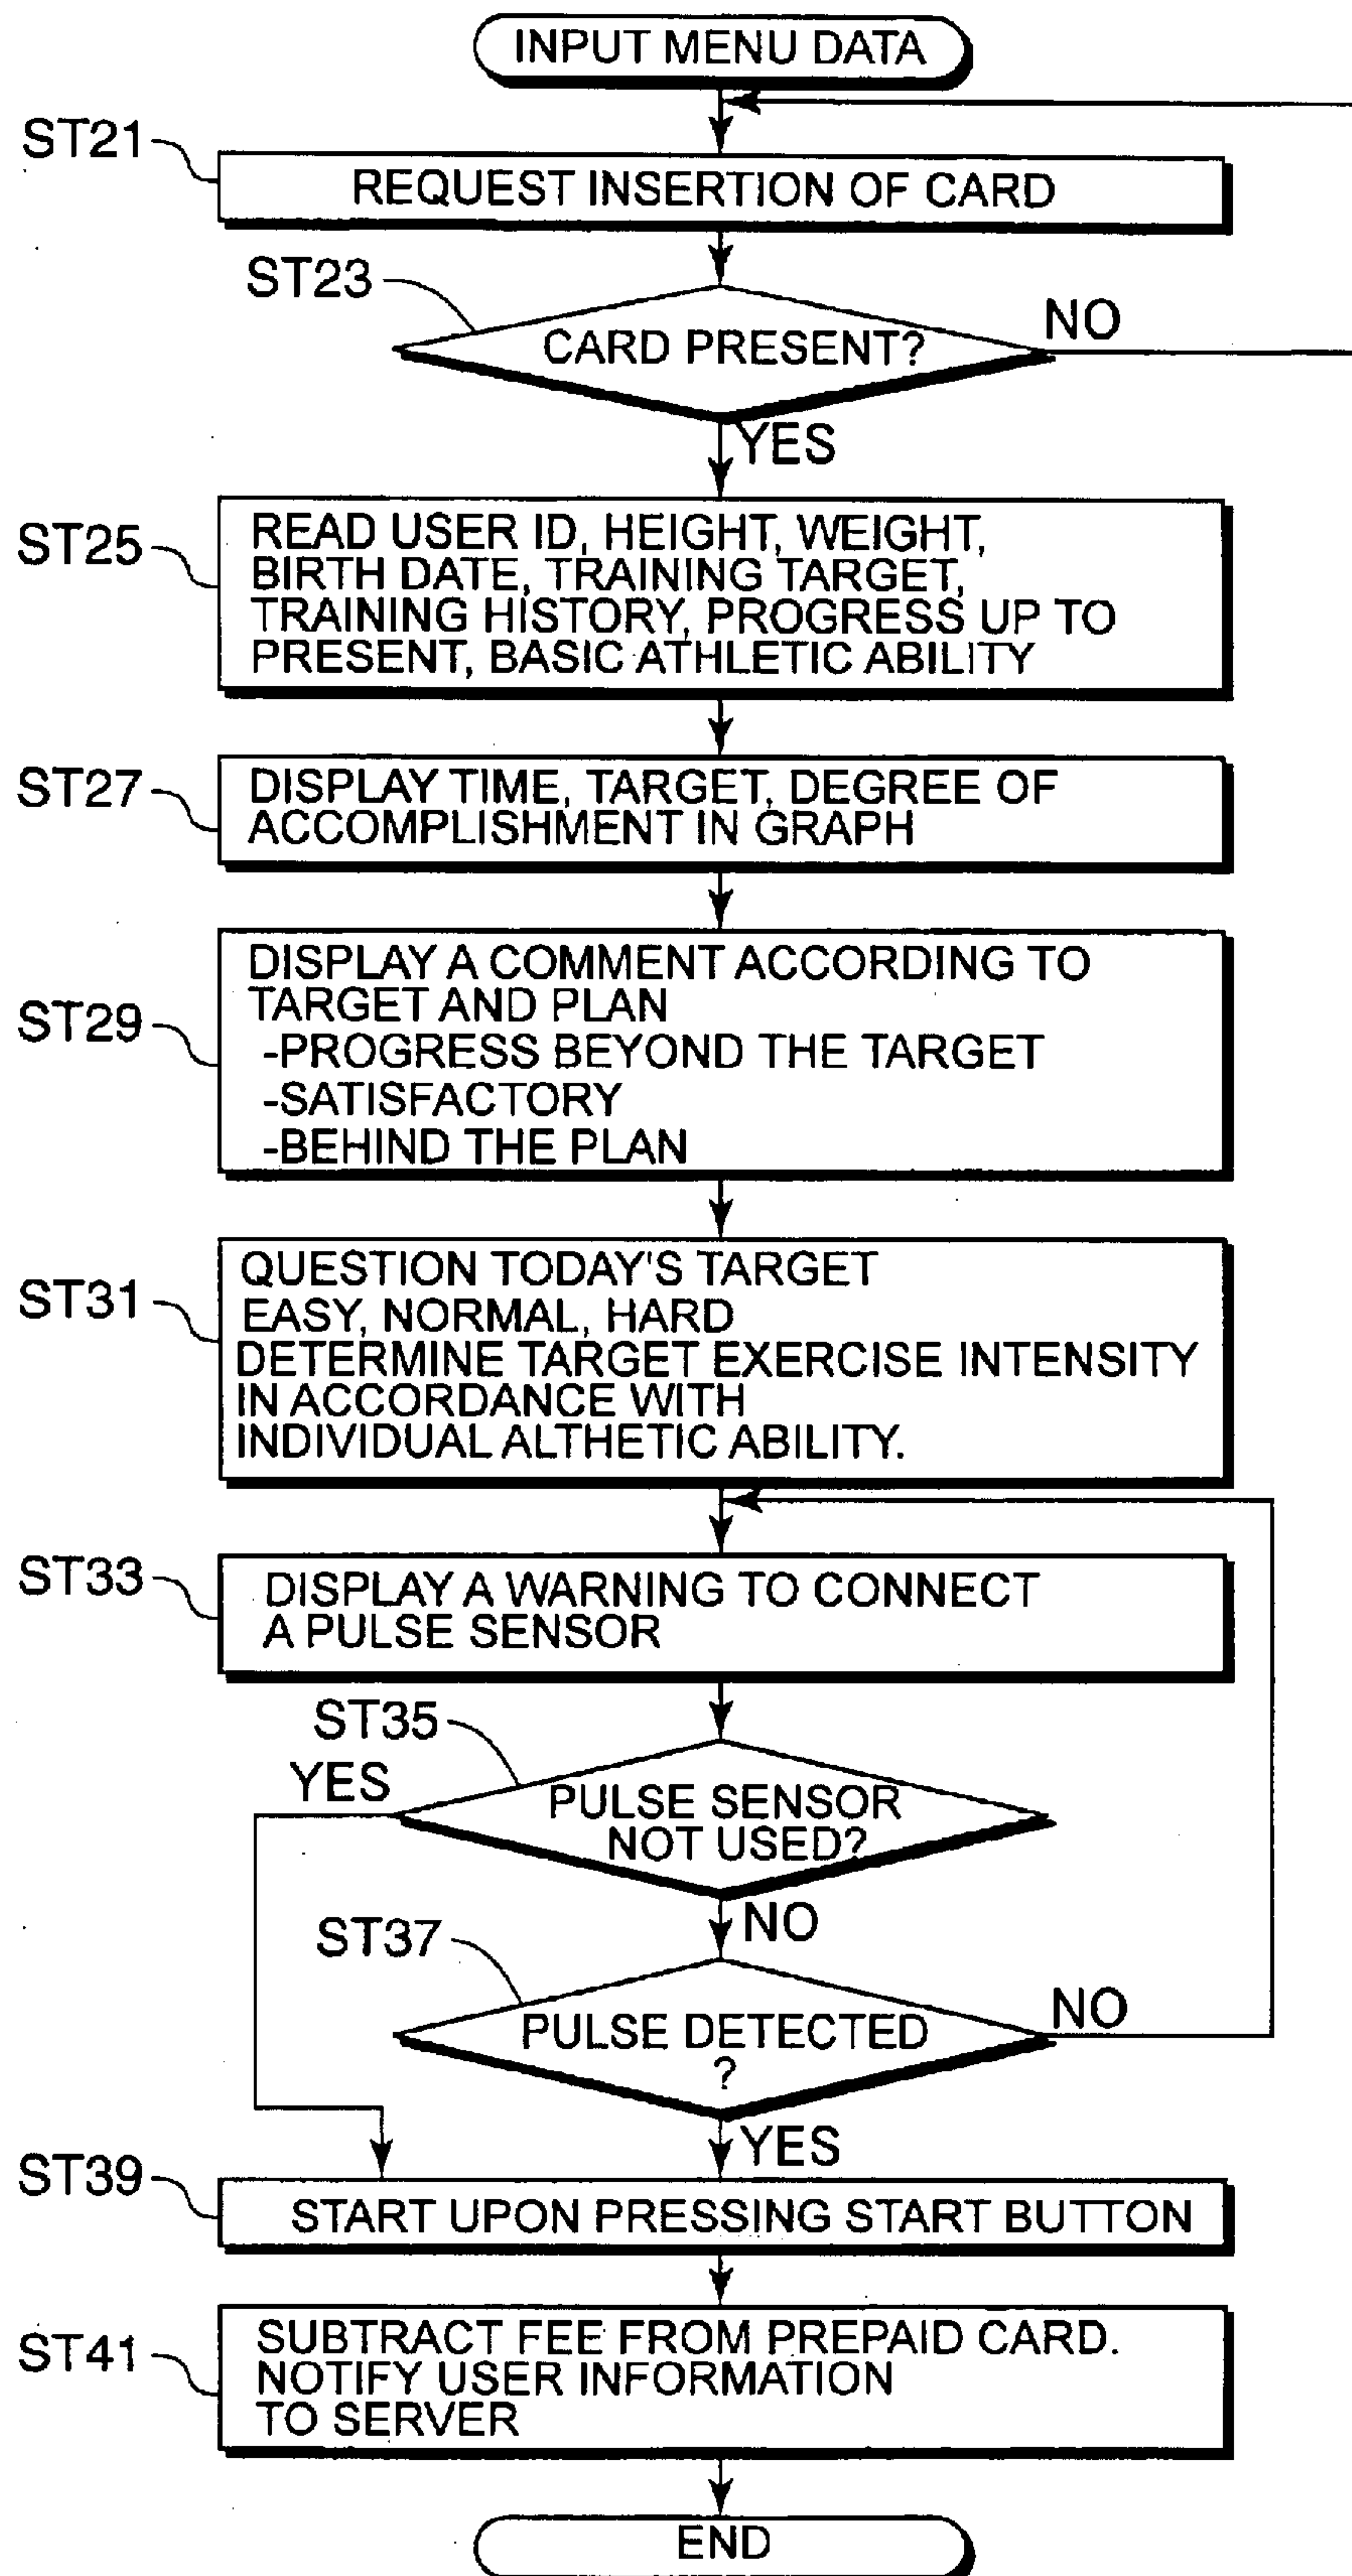 INPUT MENU DATA
ST21
REQUEST INSERTION OF CARD
ST23
CARD PRESENT?
NO
YES
ST25
READ USER ID, HEIGHT, WEIGHT,
BIRTH DATE, TRAINING TARGET,
TRAINING HISTORY, PROGRESS UP TO
PRESENT, BASIC ATHLETIC ABILITY
ST27
DISPLAY TIME, TARGET, DEGREE OF
ACCOMPLISHMENT IN GRAPH
ST29
DISPLAY A COMMENT ACCORDING TO
TARGET AND PLAN
-PROGRESS BEYOND THE TARGET
-SATISFACTORY
-BEHIND THE PLAN
ST31
QUESTION TODAY'S TARGET
EASY, NORMAL, HARD
DETERMINE TARGET EXERCISE INTENSITY
IN ACCORDANCE WITH
INDIVIDUAL ALTHETIC ABILITY.
ST33
DISPLAY A WARNING TO CONNECT
A PULSE SENSOR
ST35
YES
PULSE SENSOR
NOT USED?
NO
ST37
PULSE DETECTED
?
NO
YES
ST39
START UPON PRESSING START BUTTON
ST41
SUBTRACT FEE FROM PREPAID CARD.
NOTIFY USER INFORMATION
TO SERVER
END